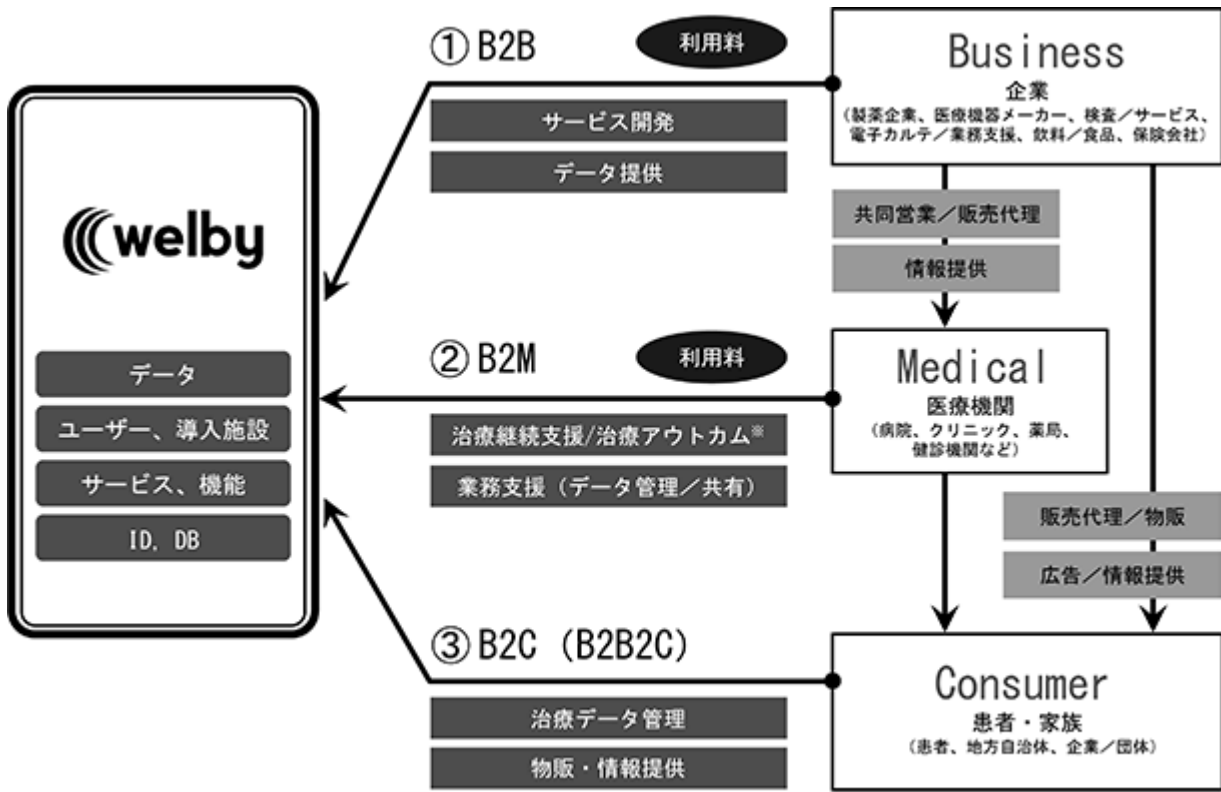 welby
データ
ユーザー、導入施設
サービス、機能
ID, DB
① B2B
利用料
サービス開発
データ提供
② B2M
利用料
治療継続支援/治療アウトカム※
業務支援（データ管理／共有）
③ B2C (B2B2C)
治療データ管理
物販・情報提供
Business
企業
（製薬企業、医療機器メーカー、検査／サービス、
電子カルテ／業務支援、飲料／食品、保険会社）
共同営業／販売代理
情報提供
Medical
医療機関
（病院、クリニック、薬局、
健診機関など）
販売代理／物販
広告／情報提供
Consumer
患者・家族
（患者、地方自治体、企業／団体）